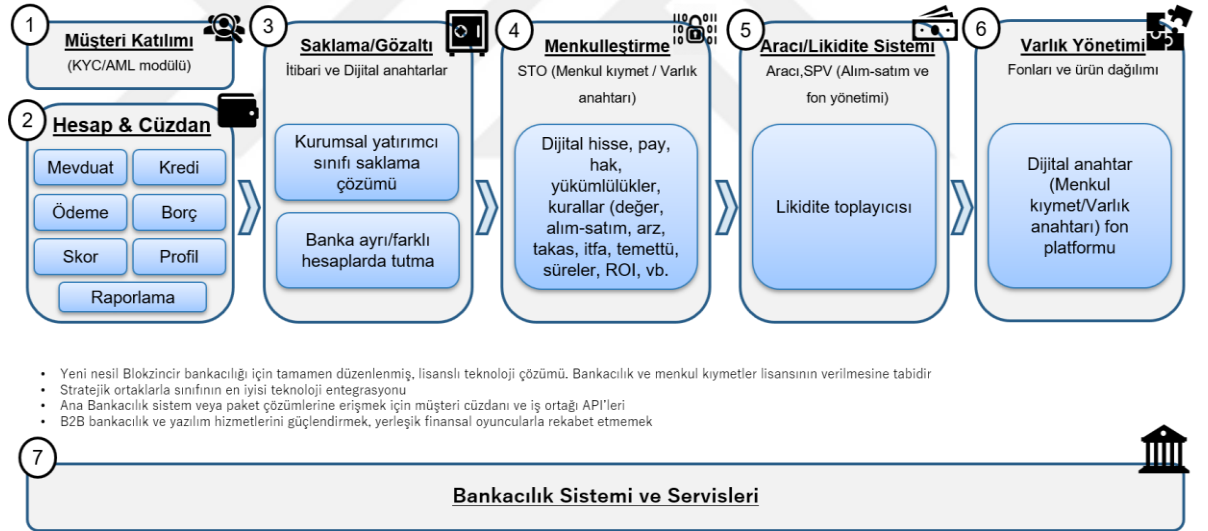 1
Müşteri Katılımı
(KYC/AML modülü)
2
Hesap & Cüzdan
Mevduat
Kredi
Ödeme
Borç
Skor
Profil
Raporlama
3
Saklama/Gözaltı
İtibari ve Dijital anahtarlar
Kurumsal yatırımcı
sınıfı saklama
çözümü
Banka ayrı/farklı
hesaplarda tutma
4
Menkulleştirme
STO (Menkul kıymet / Varlık
anahtarı)
Dijital hisse, pay,
hak,
yükümlülükler,
kurallar (değer,
alım-satım, arz,
takas, itfa, temettü,
süreler, ROI, vb.
5
Aracı/Likidite Sistemi
Aracı,SPV (Alım-satım ve
fon yönetimi)
Likidite toplayıcısı
6
Varlık Yönetimi
Fonları ve ürün dağılımı
Dijital anahtar
(Menkul
kıymet/Varlık
anahtarı) fon
platformu
• Yeni nesil Blokzincir bankacılığı için tamamen düzenlenmiş, lisanslı teknoloji çözümü. Bankacılık ve menkul kıymetler lisansının verilmesine tabidir
• Stratejik ortaklarla sınıfının en iyisi teknoloji entegrasyonu
• Ana Bankacılık sistem veya paket çözümlerine erişmek için müşteri cüzdanı ve iş ortağı API'leri
• B2B bankacılık ve yazılım hizmetlerini güçlendirmek, yerleşik finansal oyuncularla rekabet etmemek
7
Bankacılık Sistemi ve Servisleri